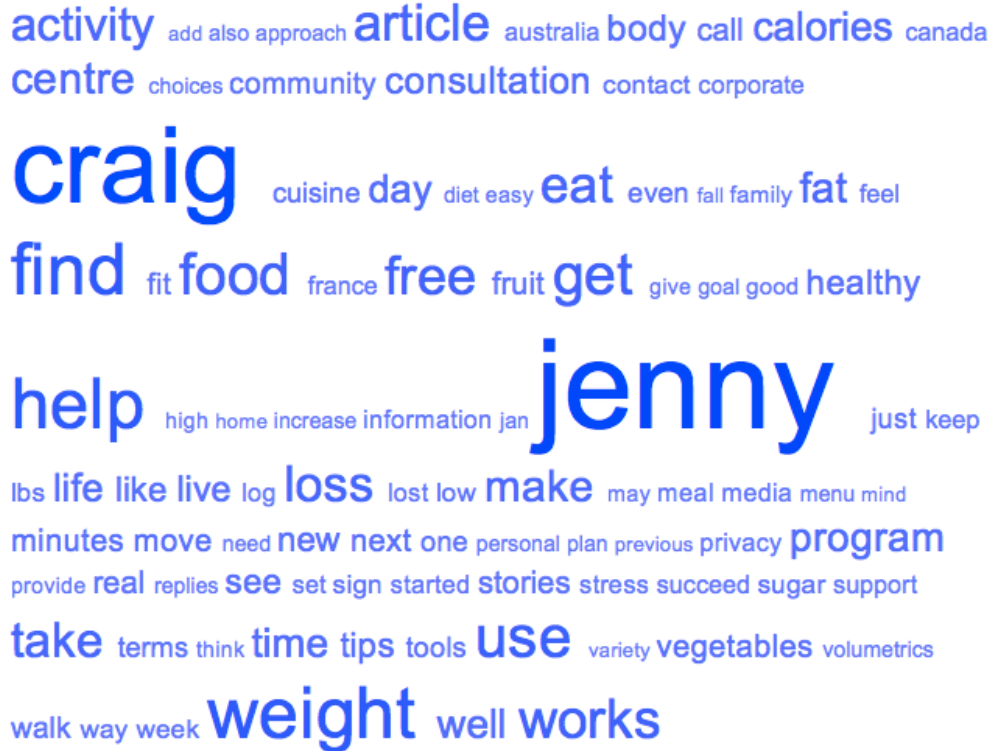 activity add also approach article australia body call calories canada
centre choices community consultation contact corporate
craig cuisine day diet easy eat even fall family fat feel
find fit food france free fruit get give goal good healthy
help high home increase information jan jenny just keep
lbs life like live log loss lost low make may meal media menu mind
minutes move need new next one personal plan previous privacy program
provide real replies see set sign started stories stress succeed sugar support
take terms think time tips tools use variety vegetables volumetrics
walk way week weight well works